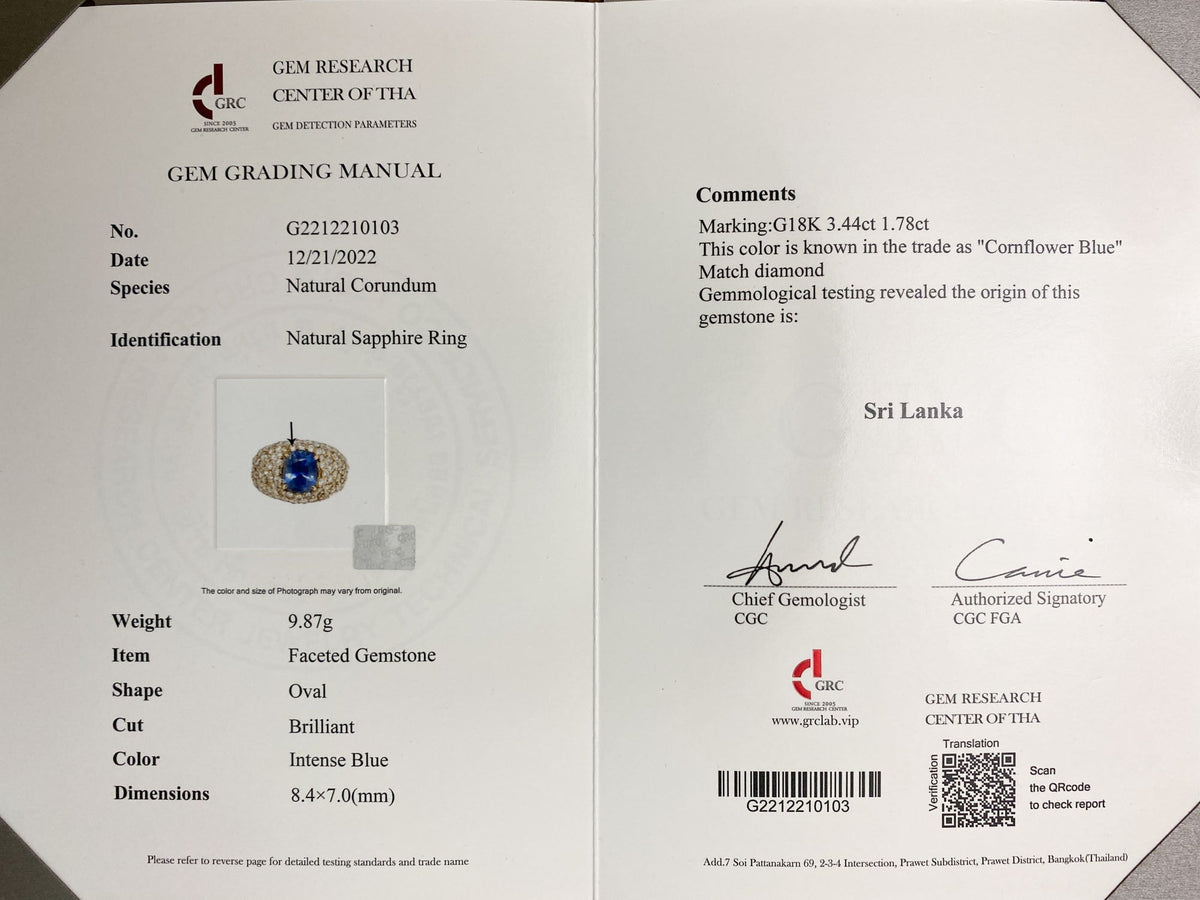 GRC
SINCE 2005
GEM RESEARCH CENTER
GEM RESEARCH
CENTER OF THA
GEM DETECTION PARAMETERS
GEM GRADING MANUAL
No. G2212210103
Date 12/21/2022
Species Natural Corundum
Identification Natural Sapphire Ring
The color and size of Photograph may vary from original.
Weight 9.87g
Item Faceted Gemstone
Shape Oval
Cut Brilliant
Color Intense Blue
Dimensions 8.4×7.0(mm)
Please refer to reverse page for detailed testing standards and trade name
Comments
Marking:G18K 3.44ct 1.78ct
This color is known in the trade as "Cornflower Blue"
Match diamond
Gemmological testing revealed the origin of this
gemstone is:
Sri Lanka
Chief Gemologist
CGC
Carrie
Authorized Signatory
CGC FGA
GRC
SINCE 2005
GEM RESEARCH CENTER
www.grclab.vip
G2212210103
GEM RESEARCH
CENTER OF THA
Translation
Verification
Scan
the QRcode
to check report
Add.7 Soi Pattanakarn 69, 2-3-4 Intersection, Prawet Subdistrict, Prawet District, Bangkok(Thailand)